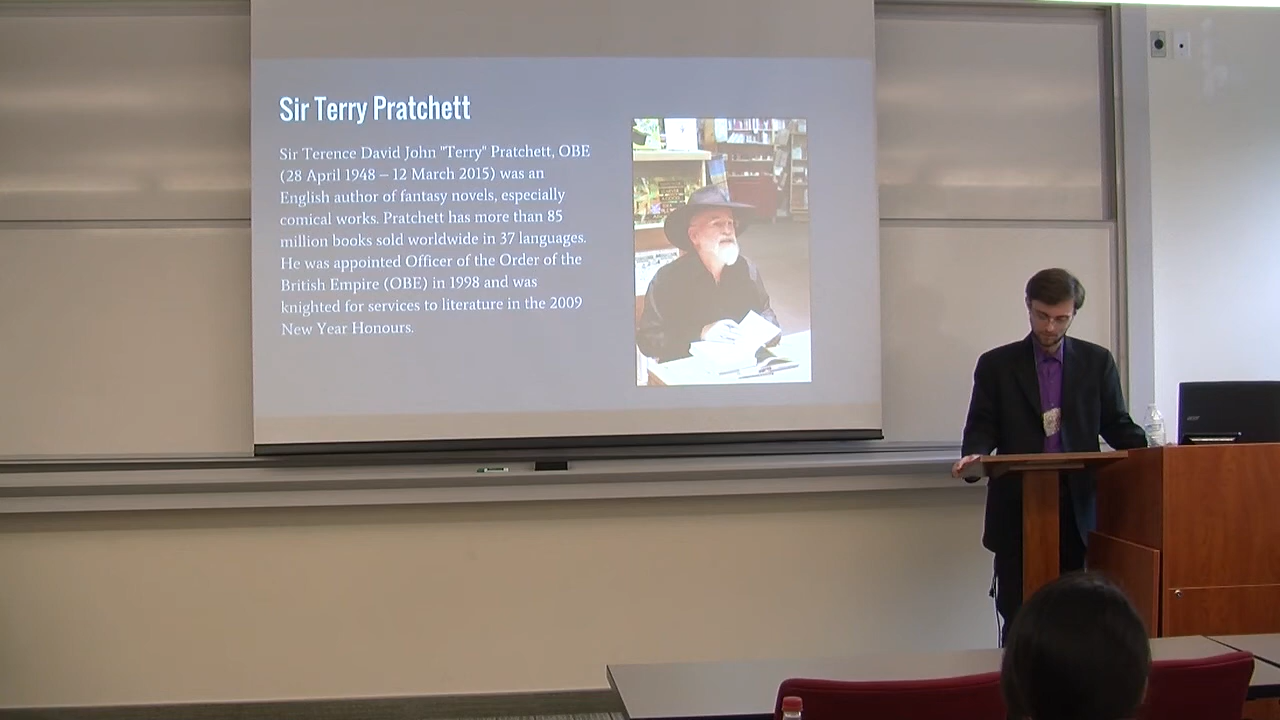 Sir Terry Pratchett
Sir Terence David John "Terry" Pratchett, OBE
(28 April 1948 – 12 March 2015) was an
English author of fantasy novels, especially
comical works. Pratchett has more than 85
million books sold worldwide in 37 languages.
He was appointed Officer of the Order of the
British Empire (OBE) in 1998 and was
knighted for services to literature in the 2009
New Year Honours.
acer